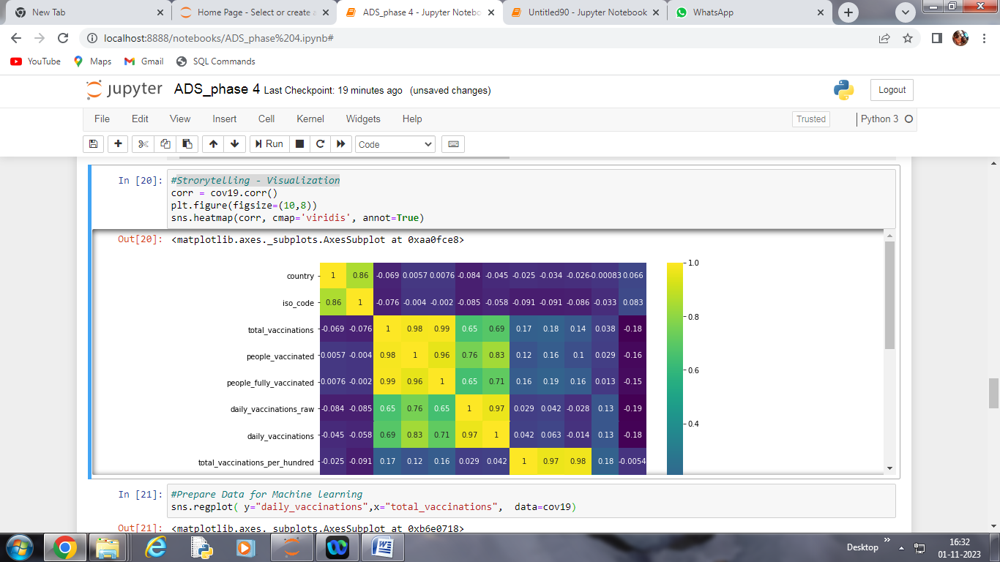 New Tab
Home Page - Select or create a
ADS_phase 4 - Jupyter Notebo
Untitled90 - Jupyter Notebook
WhatsApp
localhost:8888/notebooks/ADS_phase%204.ipynb#
YouTube Maps Gmail SQL Commands
jupyter ADS_phase 4 Last Checkpoint: 19 minutes ago (unsaved changes) Logout
File Edit View Insert Cell Kernel Widgets Help Trusted Python 3
Run Code
In [20]: #Strorytelling - Visualization
corr = cov19.corr()
plt.figure(figsize=(10,8))
sns.heatmap(corr, cmap='viridis', annot=True)
Out[20]: <matplotlib.axes._subplots.AxesSubplot at 0xaa0fce8>
1.0
country 1 0.86 -0.069 0.0057 0.0076 -0.084 -0.045 -0.025 -0.034 -0.026 -0.00083 0.066
iso_code 0.86 1 -0.076 -0.004 -0.002 -0.085 -0.058 -0.091 -0.091 -0.086 -0.033 0.083
0.8
total_vaccinations -0.069 -0.076 1 0.98 0.99 0.65 0.69 0.17 0.18 0.14 0.038 -0.18
people_vaccinated 0.0057 -0.004 0.98 1 0.96 0.76 0.83 0.12 0.16 0.1 0.029 -0.16
0.6
people_fully_vaccinated 0.0076 -0.002 0.99 0.96 1 0.65 0.71 0.16 0.19 0.16 0.013 -0.15
daily_vaccinations_raw -0.084 -0.085 0.65 0.76 0.65 1 0.97 0.029 0.042 -0.028 0.13 -0.19
0.4
daily_vaccinations -0.045 -0.058 0.69 0.83 0.71 0.97 1 0.042 0.063 -0.014 0.13 -0.18
total_vaccinations_per_hundred -0.025 -0.091 0.17 0.12 0.16 0.029 0.042 1 0.97 0.98 0.18 -0.0054
In [21]: #Prepare Data for Machine learning
sns.regplot( y="daily_vaccinations",x="total_vaccinations",  data=cov19)
Out[21]: <matplotlib.axes._subplots.AxesSubplot at 0xb6e0718>
Desktop
16:32
01-11-2023